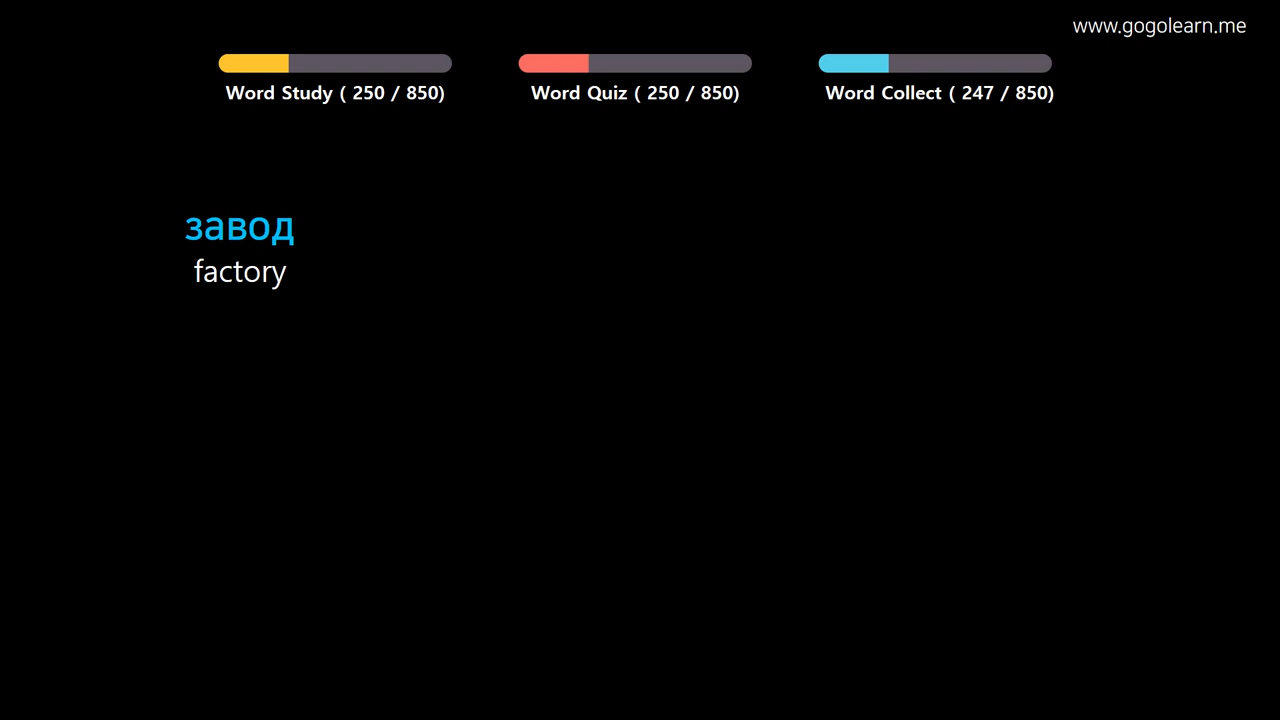 www.gogolearn.me
Word Study ( 250 / 850)
Word Quiz ( 250 / 850)
Word Collect ( 247 / 850)
завод
factory